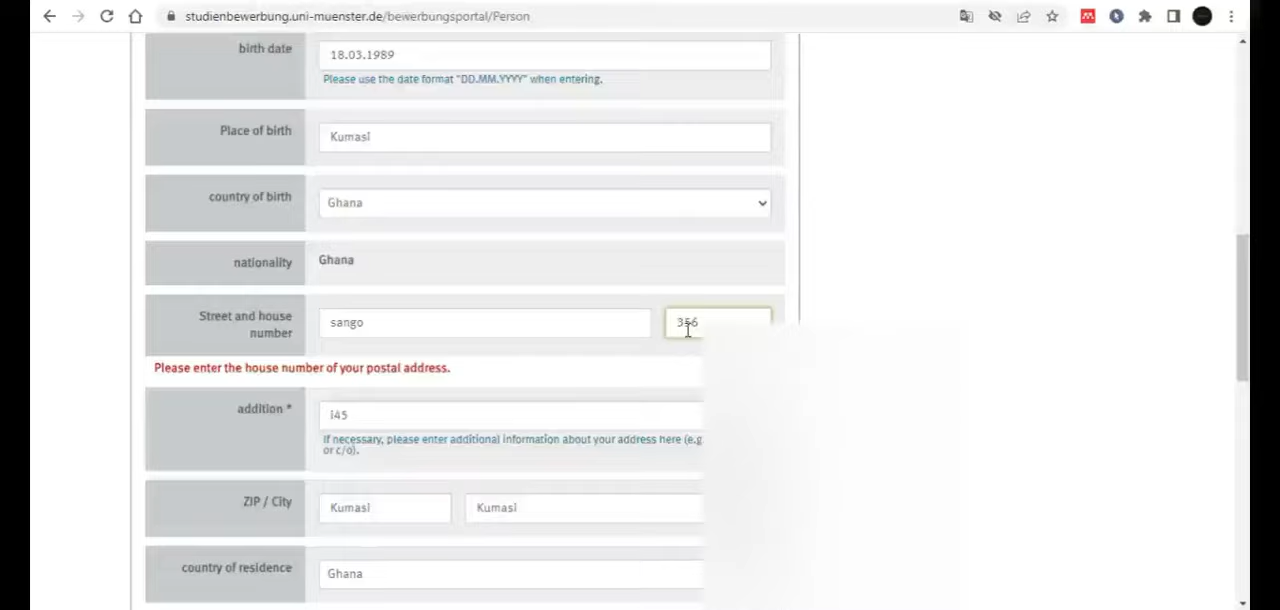 studienbewerbung.uni-muenster.de/bewerbungsportal/Person
birth date
18.03.1989
Please use the date format "DD.MM.YYYY" when entering.
Place of birth
Kumasi
country of birth
Ghana
nationality
Ghana
Street and house number
sango
356
Please enter the house number of your postal address.
addition *
i45
If necessary, please enter additional information about your address here (e.g
or c/o).
ZIP / City
Kumasi
Kumasi
country of residence
Ghana